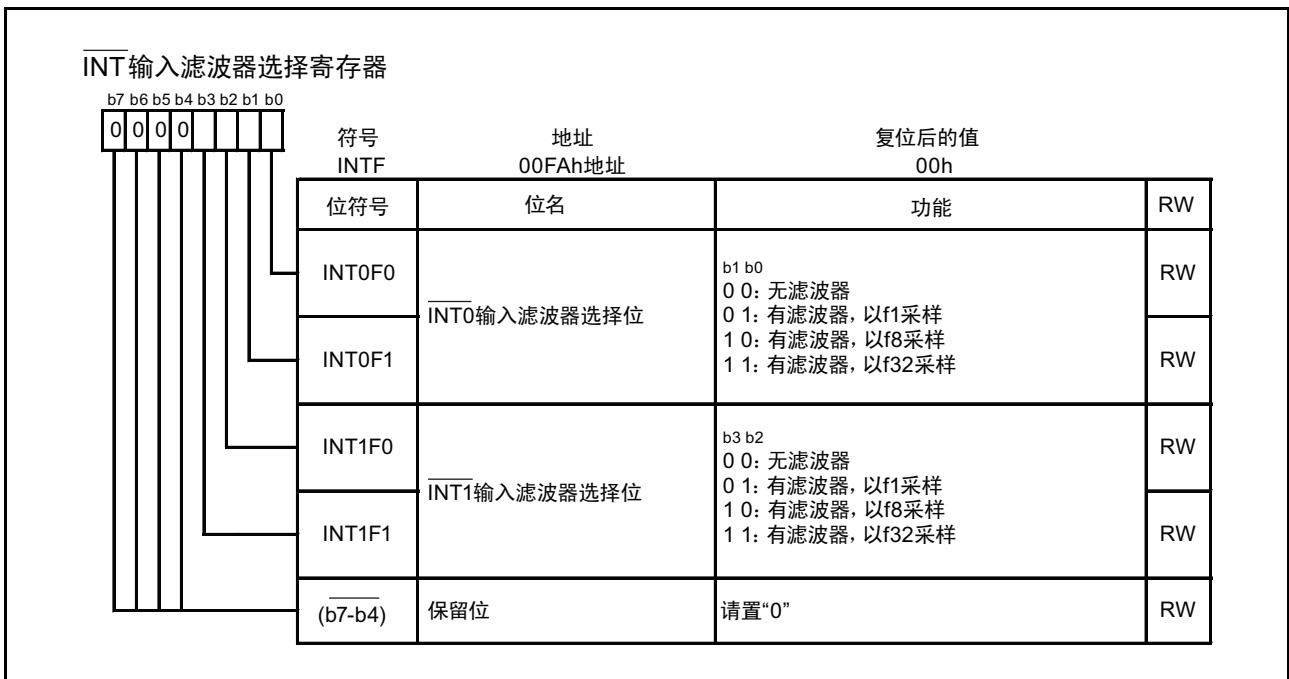 INT输入滤波器选择寄存器
b7 b6 b5 b4 b3 b2 b1 b0
0 0 0 0
符号 地址 复位后的值
INTF 00FAh地址 00h
位符号 位名 功能 RW
INT0F0 RW
INT0输入滤波器选择位
b1 b0
0 0: 无滤波器
0 1: 有滤波器, 以f1采样
1 0: 有滤波器, 以f8采样
1 1: 有滤波器, 以f32采样
INT0F1 RW
INT1F0 RW
INT1输入滤波器选择位
b3 b2
0 0: 无滤波器
0 1: 有滤波器, 以f1采样
1 0: 有滤波器, 以f8采样
1 1: 有滤波器, 以f32采样
INT1F1 RW
(b7-b4) 保留位 请置“0” RW